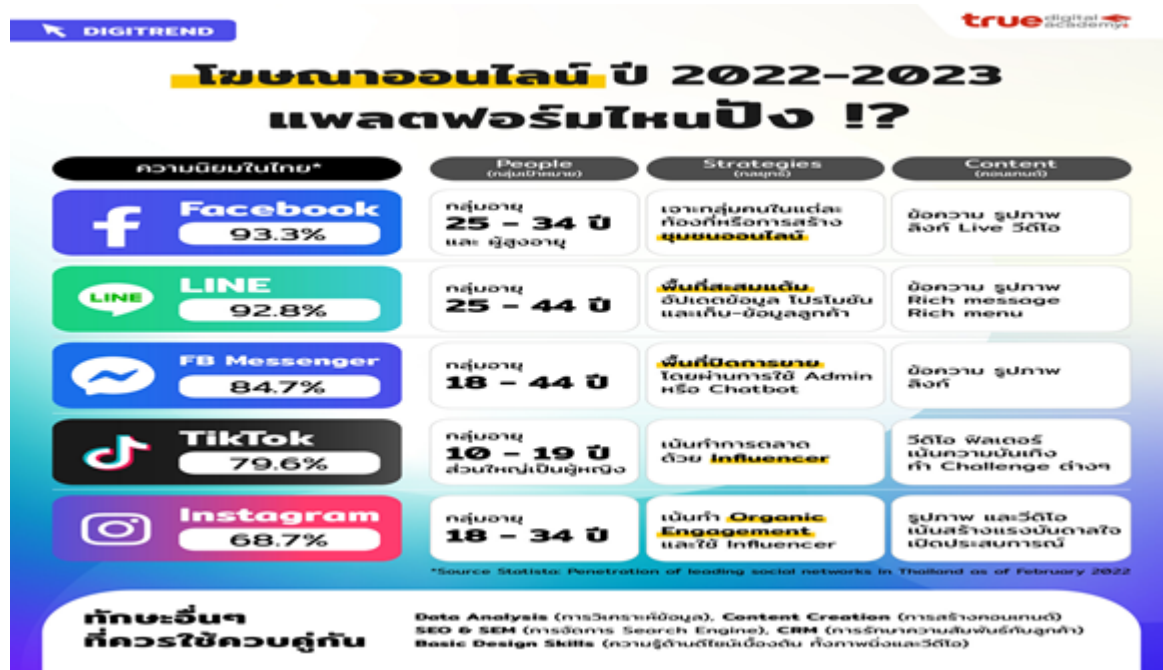 DIGITREND
true digital academy
โฆษณาออนไลน์ ปี 2022-2023
แพลตฟอร์มไหนปัง !?
ความนิยมในไทย*
People
(กลุ่มเป้าหมาย)
Strategies
(กลยุทธ์)
Content
(คอนเทนต์)
Facebook
93.3%
กลุ่มอายุ
25 - 34 ปี
และ ผู้สูงอายุ
เจาะกลุ่มคนในแต่ละ
ท้องที่หรือการสร้าง
ชุมชนออนไลน์
ข้อความ รูปภาพ
ลิงก์ Live วีดีโอ
LINE
LINE
92.8%
กลุ่มอายุ
25 - 44 ปี
พื้นที่สะสมแต้ม
อัปเดตข้อมูล โปรโมชัน
และเก็บ-ข้อมูลลูกค้า
ข้อความ รูปภาพ
Rich message
Rich menu
FB Messenger
84.7%
กลุ่มอายุ
18 - 44 ปี
พื้นที่ปิดการขาย
โดยผ่านการใช้ Admin
หรือ Chatbot
ข้อความ รูปภาพ
ลิงก์
TikTok
79.6%
กลุ่มอายุ
10 - 19 ปี
ส่วนใหญ่เป็นผู้หญิง
เน้นทำการตลาด
ด้วย Influencer
วีดีโอ ฟิลเตอร์
เน้นความบันเทิง
ทำ Challenge ต่างๆ
Instagram
68.7%
กลุ่มอายุ
18 - 34 ปี
เน้นทำ Organic
Engagement
และใช้ Influencer
รูปภาพ และวีดีโอ
เน้นสร้างแรงบันดาลใจ
เปิดประสบการณ์
*Source Statista: Penetration of leading social networks in Thailand as of February 2022
ทักษะอื่นๆ
ที่ควรใช้ควบคู่กัน
Data Analysis (การวิเคราะห์ข้อมูล), Content Creation (การสร้างคอนเทนต์)
SEO & SEM (การจัดการ Search Engine), CRM (การรักษาความสัมพันธ์กับลูกค้า)
Basic Design Skills (ความรู้ด้านดีไซน์เบื้องต้น ทั้งภาพนิ่งและวีดีโอ)